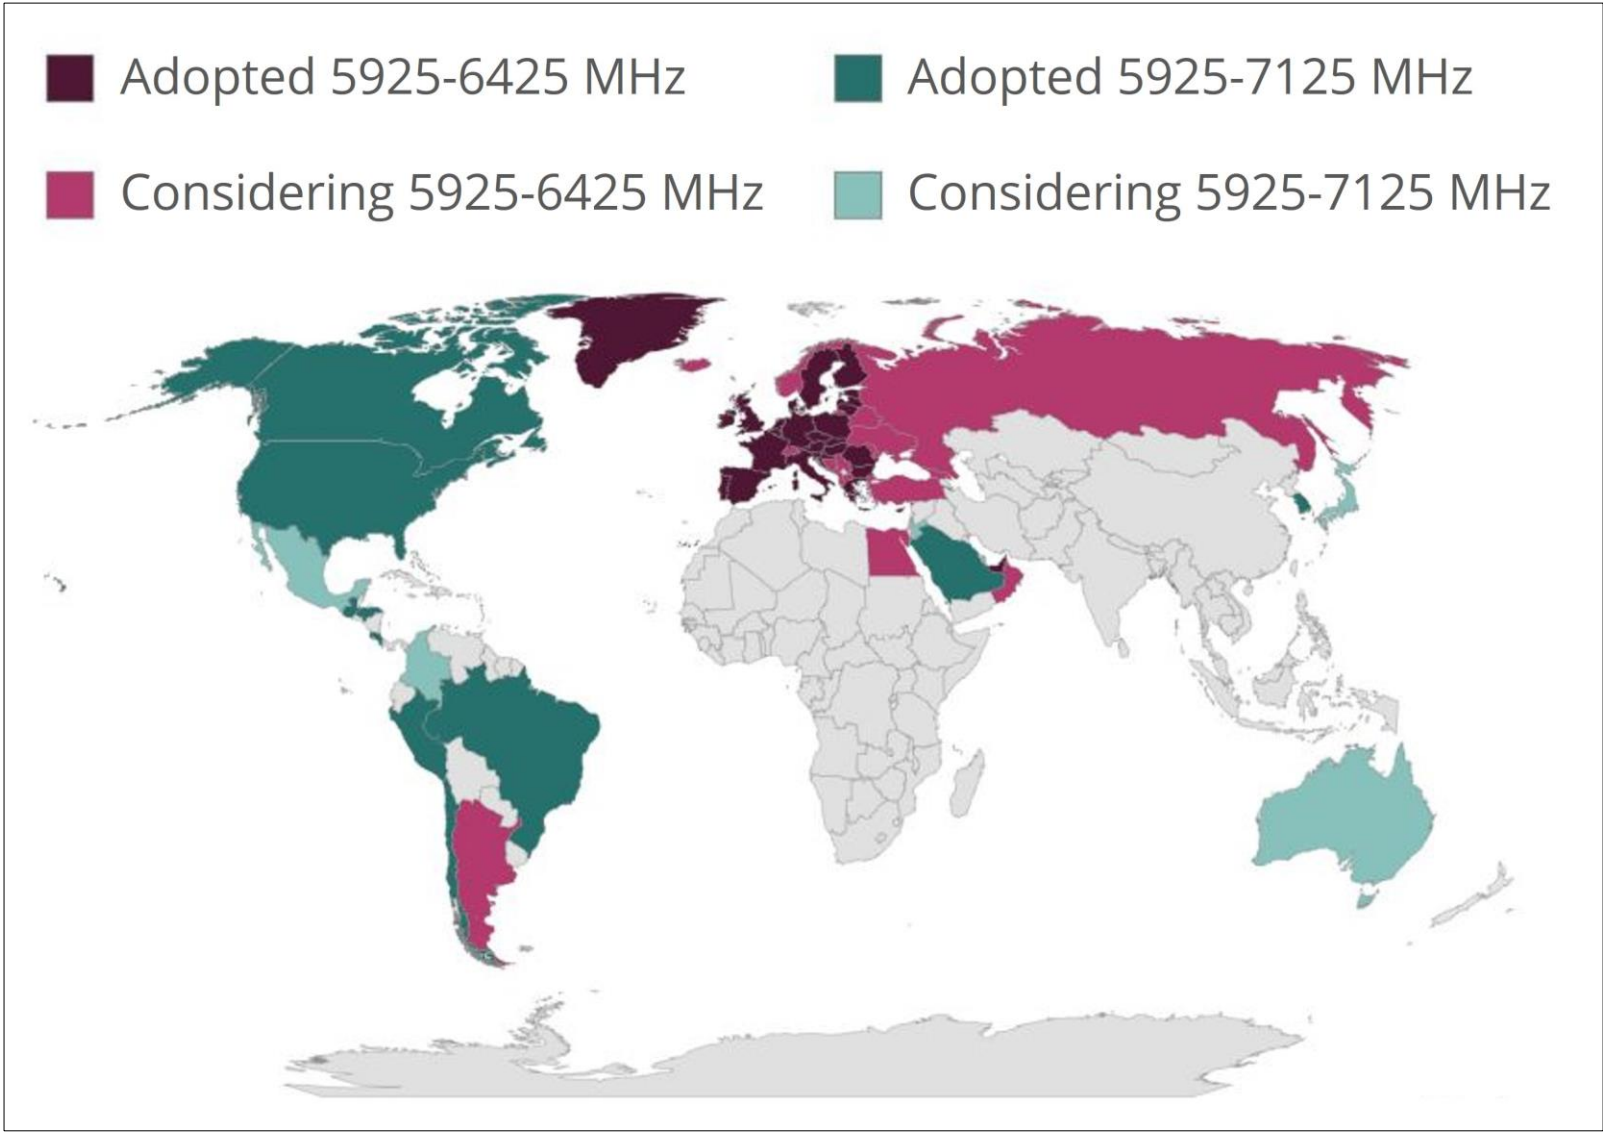 Adopted 5925-6425 MHz
Adopted 5925-7125 MHz
Considering 5925-6425 MHz
Considering 5925-7125 MHz